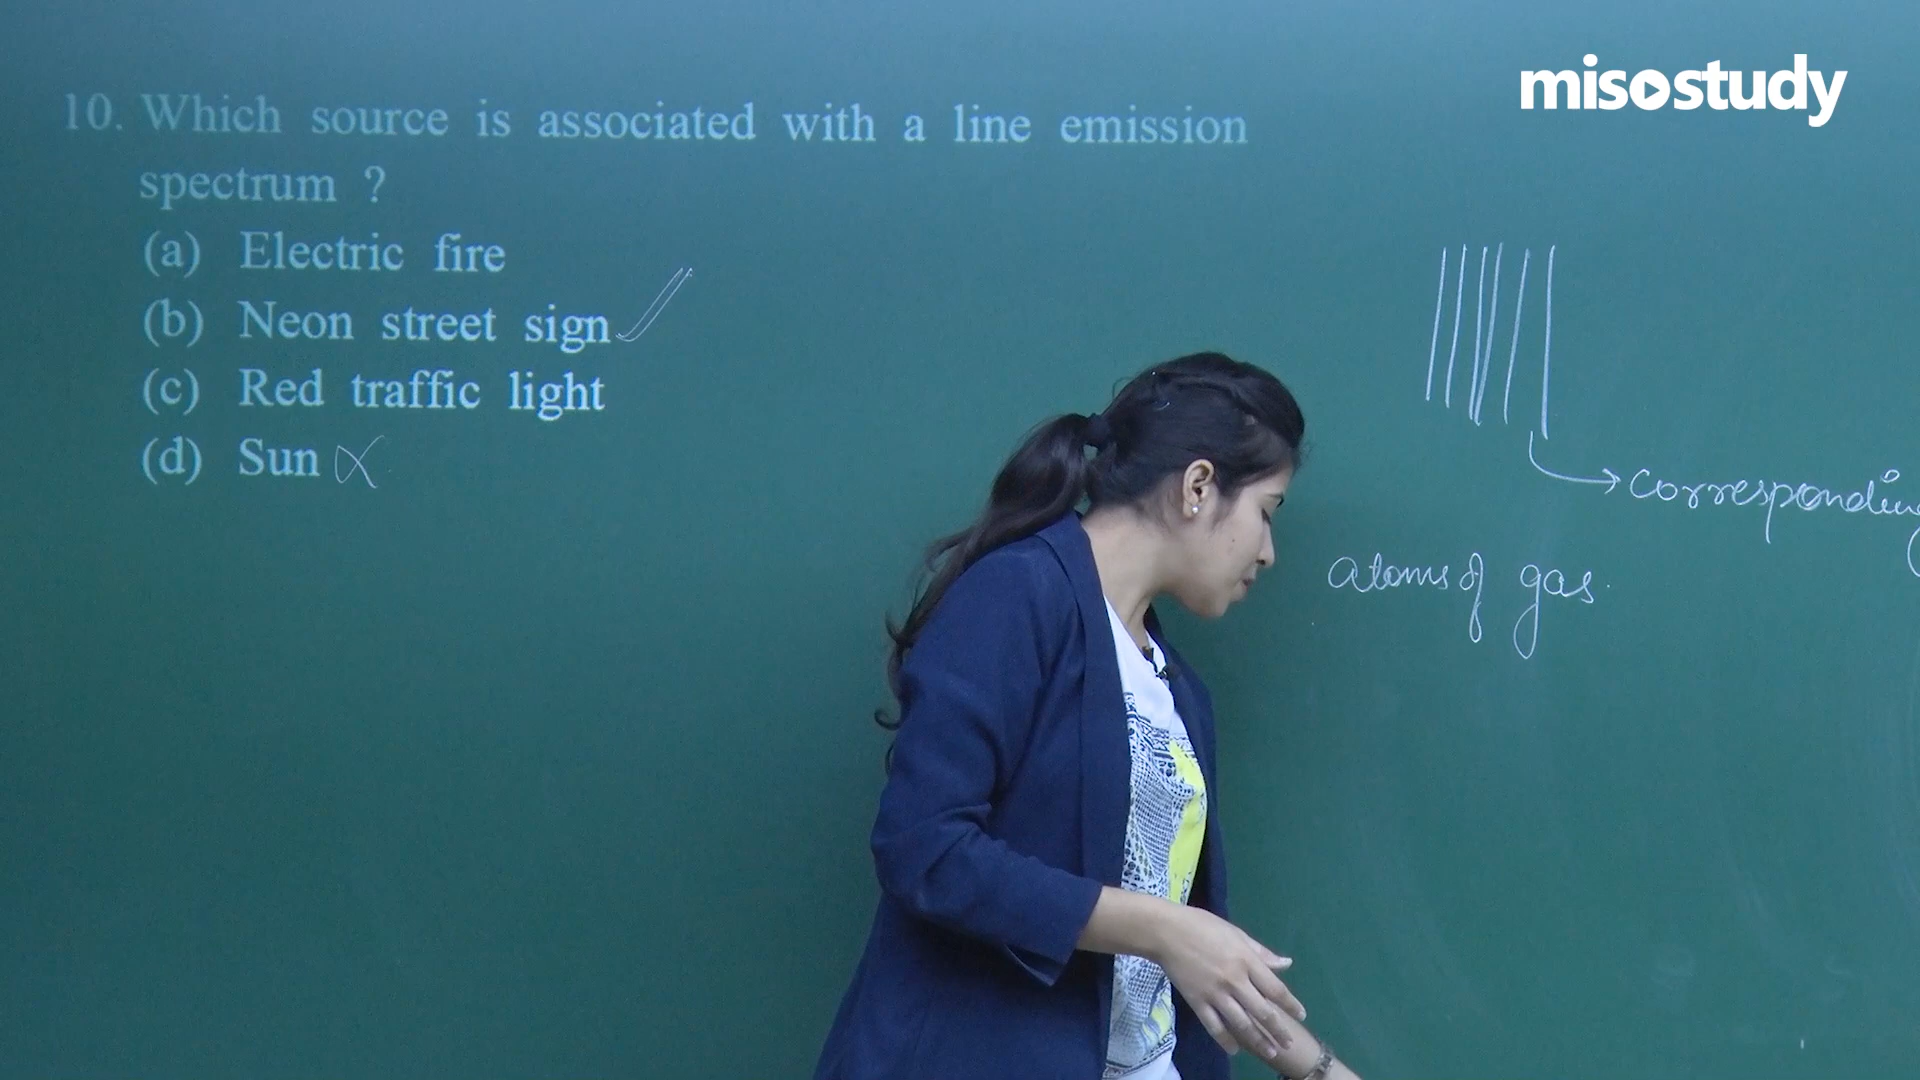 misostudy
10. Which source is associated with a line emission
spectrum ?
(a) Electric fire
(b) Neon street sign
(c) Red traffic light
(d) Sun
corresponding
atoms of gas.